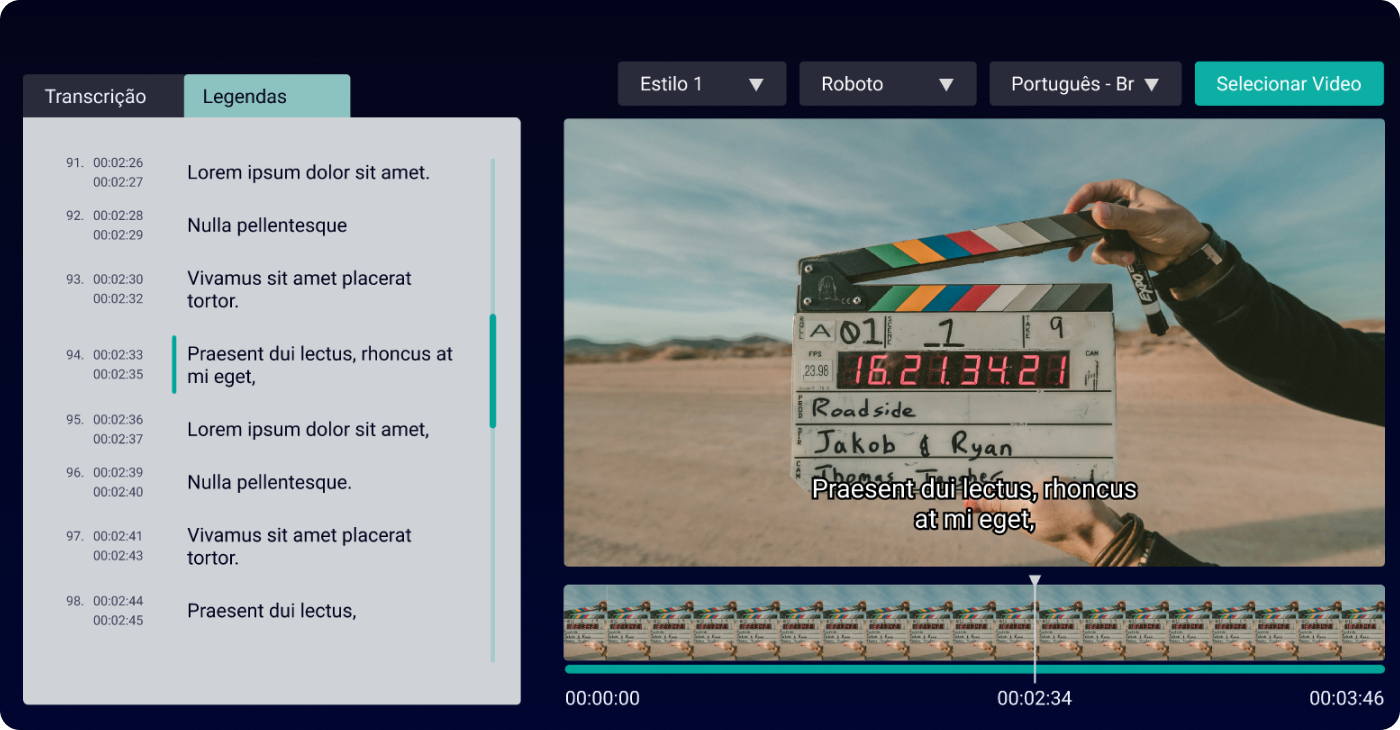 Transcrição
Legendas
Estilo 1
Roboto
Português - Br
Selecionar Video
91. 00:02:26
00:02:27
Lorem ipsum dolor sit amet.
92. 00:02:28
00:02:29
Nulla pellentesque
93. 00:02:30
00:02:32
Vivamus sit amet placerat
tortor.
94. 00:02:33
00:02:35
Praesent dui lectus, rhoncus at
mi eget,
95. 00:02:36
00:02:37
Lorem ipsum dolor sit amet,
96. 00:02:39
00:02:40
Nulla pellentesque.
97. 00:02:41
00:02:43
Vivamus sit amet placerat
tortor.
98. 00:02:44
00:02:45
Praesent dui lectus,
EXPO
A 01 1 TAKE 9
FPS CAM
23.98 16.21.34.21
Roadside
Jakob & Ryan
Thomas
Praesent dui lectus, rhoncus
at mi eget,
00:00:00
00:02:34
00:03:46